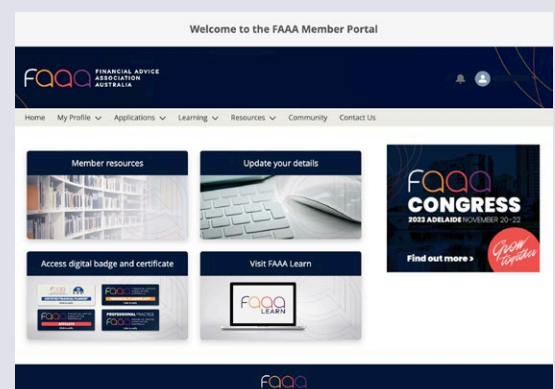 Welcome to the FAAA Member Portal
FAAA FINANCIAL ADVICE
ASSOCIATION
AUSTRALIA
Home My Profile Applications Learning Resources Community Contact Us
Member resources
Update your details
FAAA
CONGRESS
2023 ADELAIDE NOVEMBER 20-22
Find out more >
Grow
together
Access digital badge and certificate
Visit FAAA Learn
FAAA
LEARN
FAAA